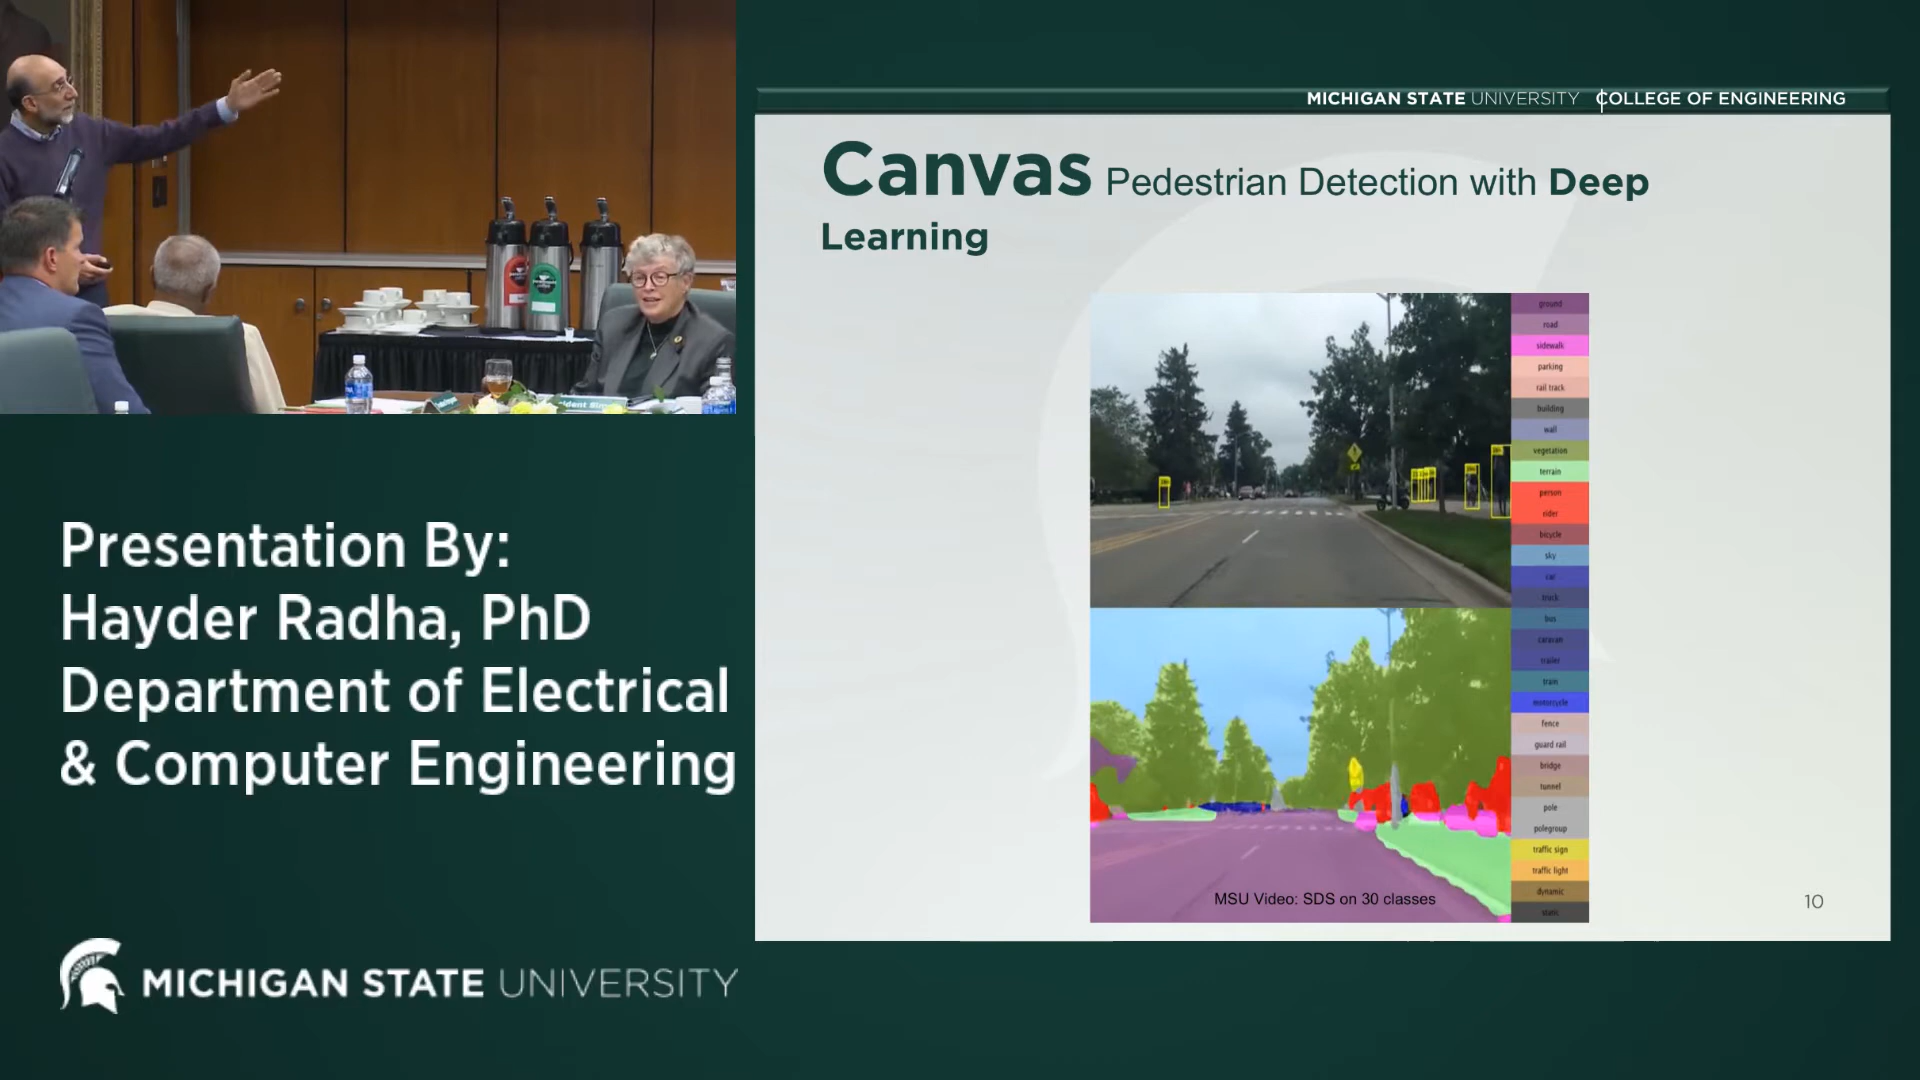 MICHIGAN STATE UNIVERSITY COLLEGE OF ENGINEERING
Canvas Pedestrian Detection with Deep
Learning
ground
road
sidewalk
parking
rail track
building
wall
vegetation
terrain
person
rider
bicycle
sky
car
truck
bus
caravan
trailer
train
motorcycle
fence
guard rail
bridge
tunnel
pole
polegroup
traffic sign
traffic light
dynamic
static
MSU Video: SDS on 30 classes
10
Presentation By:
Hayder Radha, PhD
Department of Electrical
& Computer Engineering
MICHIGAN STATE UNIVERSITY